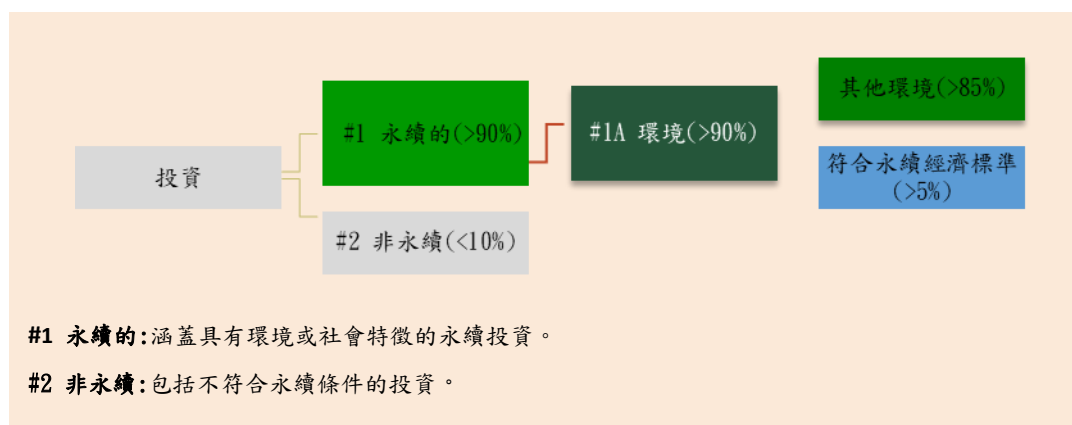 投資
#1 永續的(>90%)
#2 非永續(<10%)
#1A 環境(>90%)
其他環境(>85%)
符合永續經濟標準
(>5%)
#1 永續的:涵蓋具有環境或社會特徵的永續投資。
#2 非永續:包括不符合永續條件的投資。